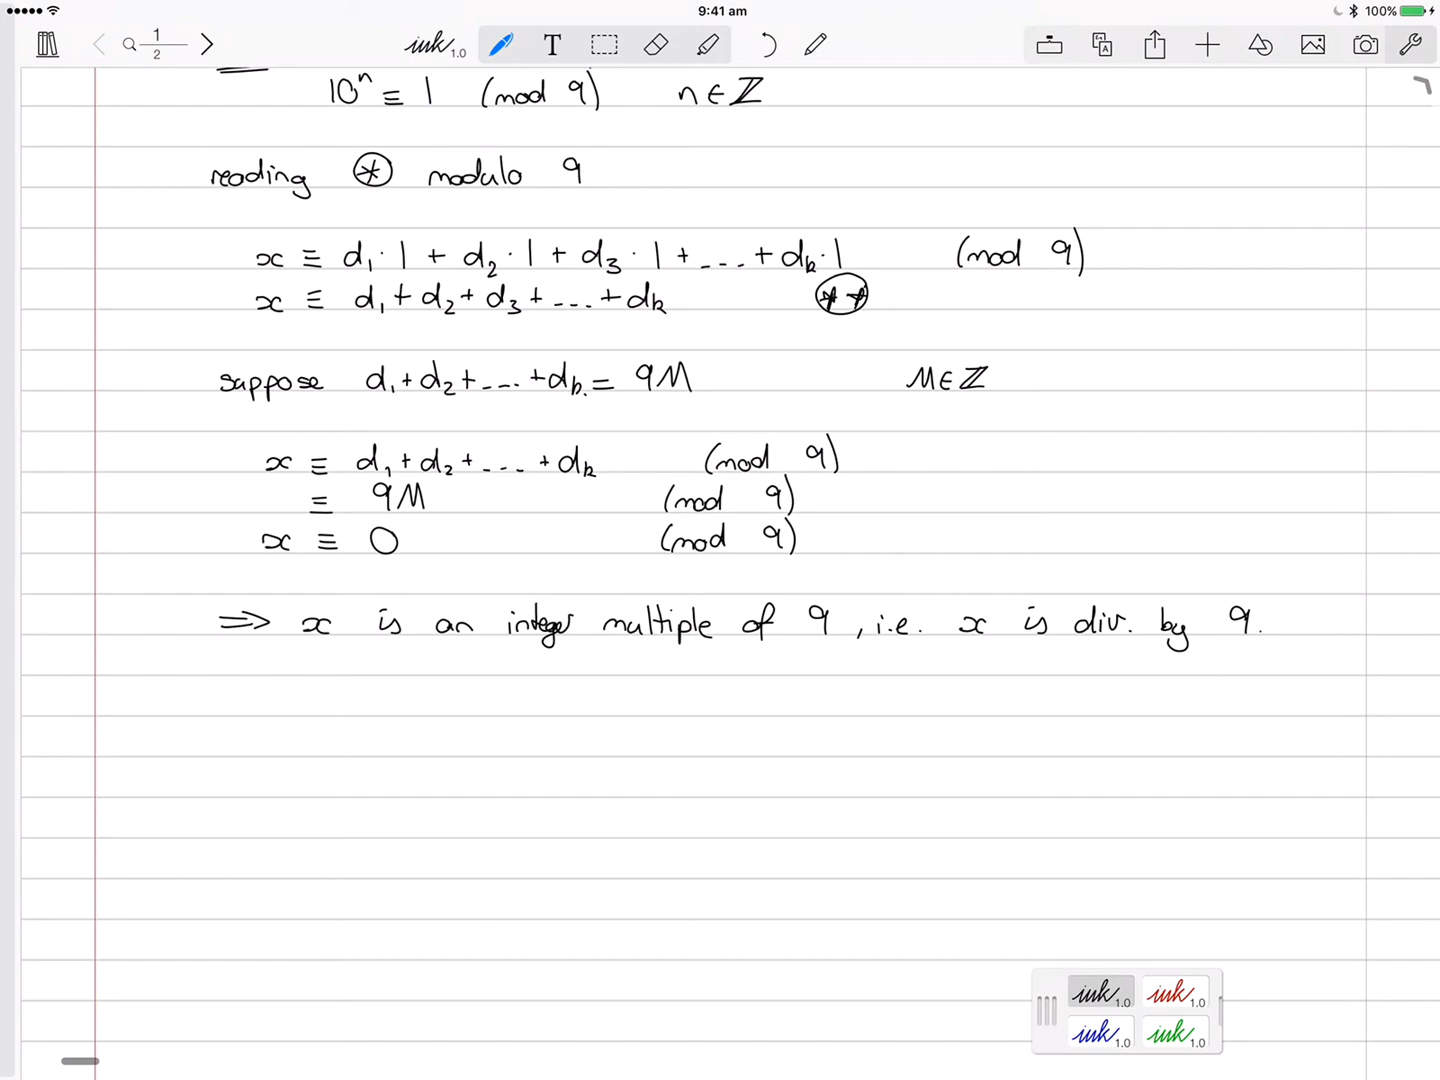 9:41 am
100%
1
2
ink 1.0
T
10ⁿ ≡ 1 (mod 9) n ∈ ℤ
reading ⊛ modulo 9
x ≡ d₁·1 + d₂·1 + d₃·1 + .... + dₖ·1 (mod 9)
x ≡ d₁ + d₂ + d₃ + .... + dₖ (**)
suppose d₁ + d₂ + .... + dₖ = 9M M ∈ ℤ
x ≡ d₁ + d₂ + .... + dₖ (mod 9)
≡ 9M (mod 9)
x ≡ 0 (mod 9)
⇒ x is an integer multiple of 9, i.e. x is div. by 9.
ink 1.0 ink 1.0
ink 1.0 ink 1.0